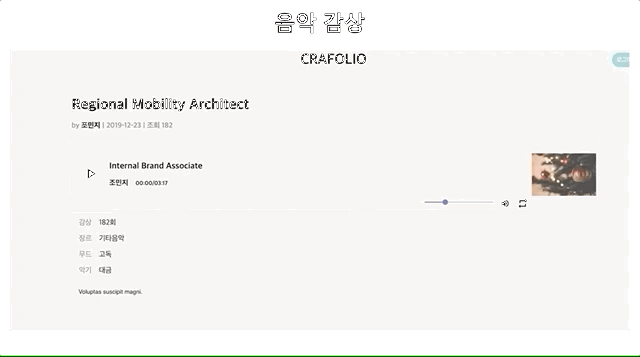 음악 감상
CRAFOLIO
Regional Mobility Architect
by 조민지 | 2019-12-23 | 조회 182
Internal Brand Associate
조민지 00:00/03:17
감상 182회
장르 기타음악
무드 고독
악기 대금
Voluptas suscipit magni.